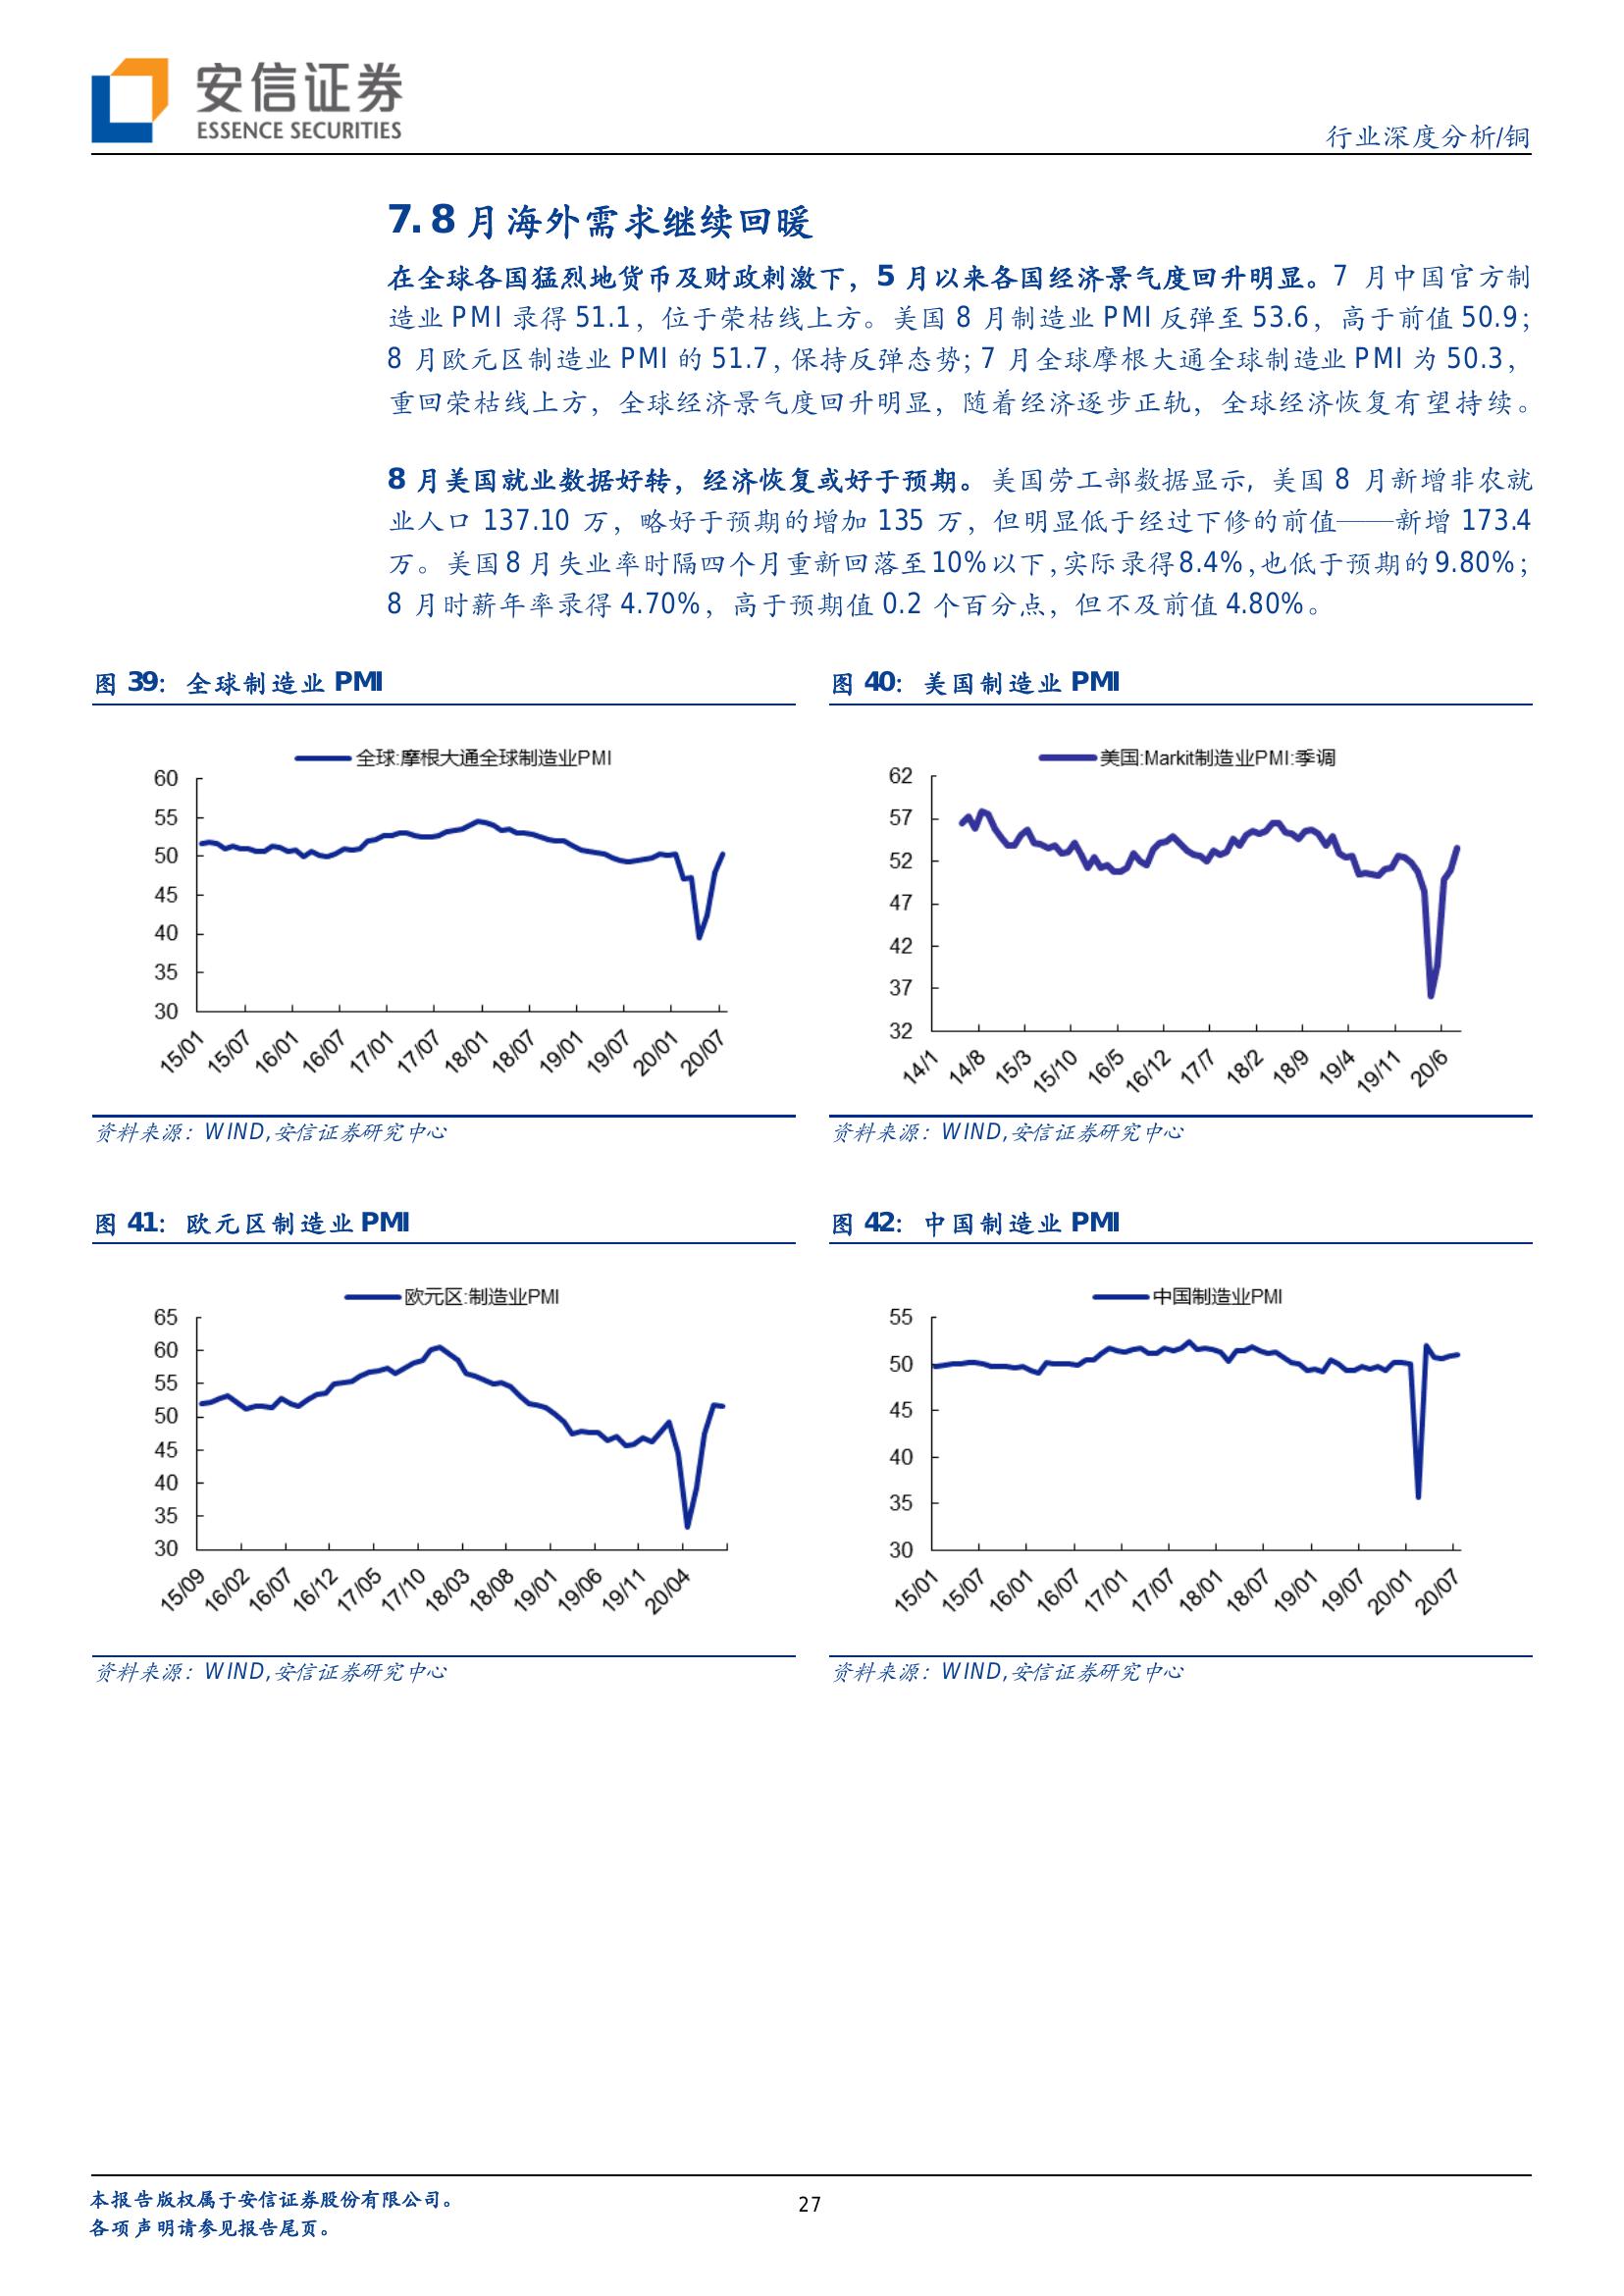 安信证券
ESSENCE SECURITIES
行业深度分析/铜
7. 8 月海外需求继续回暖
在全球各国猛烈地货币及财政刺激下，5 月以来各国经济景气度回升明显。7 月中国官方制
造业 PMI 录得 51.1，位于荣枯线上方。美国 8 月制造业 PMI 反弹至 53.6，高于前值 50.9；
8 月欧元区制造业 PMI 的 51.7，保持反弹态势；7 月全球摩根大通全球制造业 PMI 为 50.3，
重回荣枯线上方，全球经济景气度回升明显，随着经济逐步正轨，全球经济恢复有望持续。
8 月美国就业数据好转，经济恢复或好于预期。美国劳工部数据显示，美国 8 月新增非农就
业人口 137.10 万，略好于预期的增加 135 万，但明显低于经过下修的前值——新增 173.4
万。美国 8 月失业率时隔四个月重新回落至 10%以下，实际录得 8.4%，也低于预期的 9.80%；
8 月时薪年率录得 4.70%，高于预期值 0.2 个百分点，但不及前值 4.80%。
图 39：全球制造业 PMI
全球:摩根大通全球制造业PMI
60
55
50
45
40
35
30
15/01 15/07 16/01 16/07 17/01 17/07 18/01 18/07 19/01 19/07 20/01 20/07
资料来源：WIND,安信证券研究中心
图 40：美国制造业 PMI
美国:Markit制造业PMI:季调
62
57
52
47
42
37
32
14/1 14/8 15/3 15/10 16/5 16/12 17/7 18/2 18/9 19/4 19/11 20/6
资料来源：WIND,安信证券研究中心
图 41：欧元区制造业 PMI
欧元区:制造业PMI
65
60
55
50
45
40
35
30
15/09 16/02 16/07 16/12 17/05 17/10 18/03 18/08 19/01 19/06 19/11 20/04
资料来源：WIND,安信证券研究中心
图 42：中国制造业 PMI
中国制造业PMI
55
50
45
40
35
30
15/01 15/07 16/01 16/07 17/01 17/07 18/01 18/07 19/01 19/07 20/01 20/07
资料来源：WIND,安信证券研究中心
本报告版权属于安信证券股份有限公司。
各项声明请参见报告尾页。
27